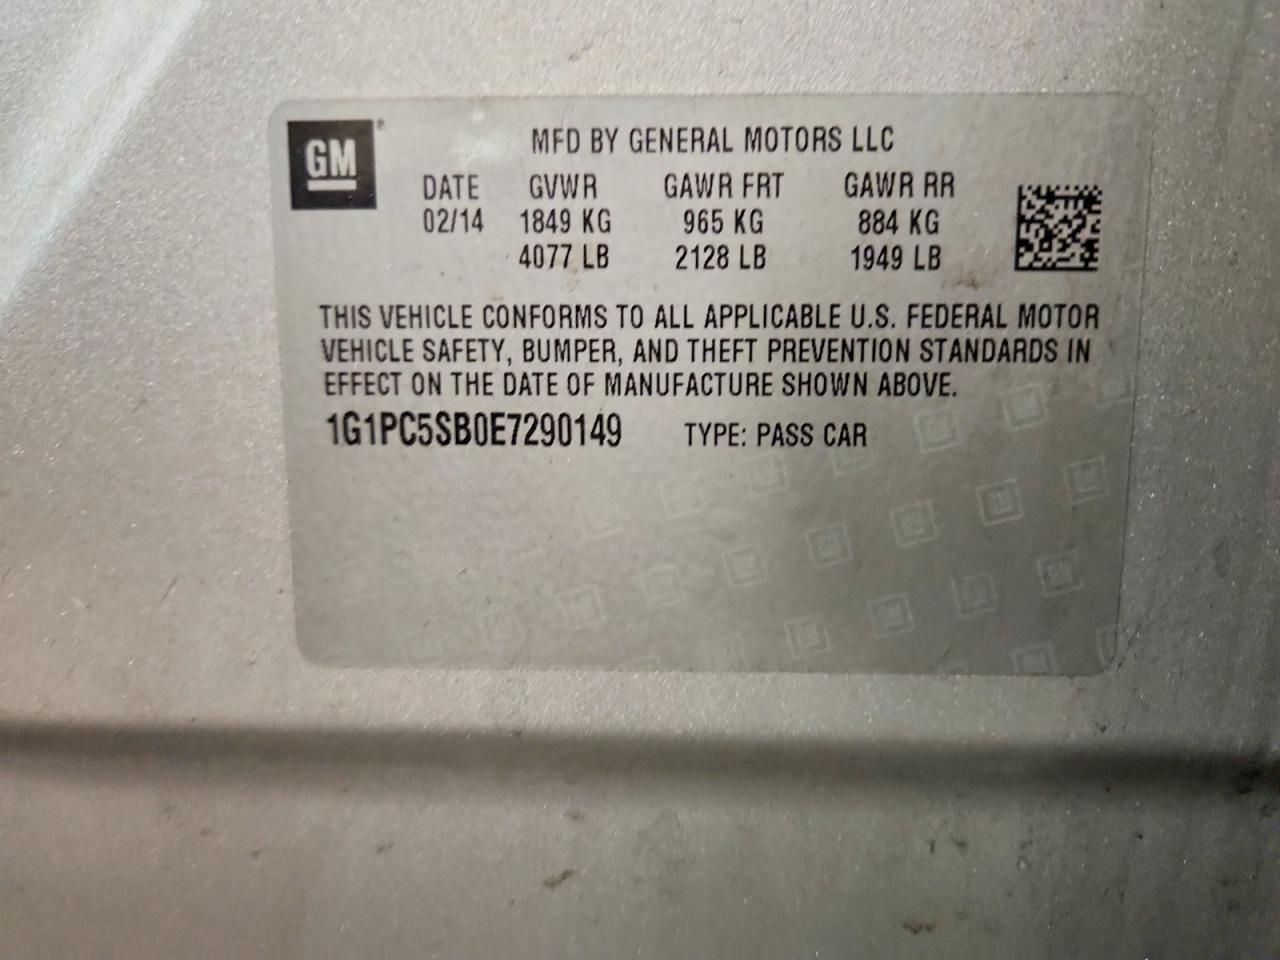 GM
MFD BY GENERAL MOTORS LLC
DATE GVWR GAWR FRT GAWR RR
02/14 1849 KG 965 KG 884 KG
4077 LB 2128 LB 1949 LB
THIS VEHICLE CONFORMS TO ALL APPLICABLE U.S. FEDERAL MOTOR
VEHICLE SAFETY, BUMPER, AND THEFT PREVENTION STANDARDS IN
EFFECT ON THE DATE OF MANUFACTURE SHOWN ABOVE.
1G1PC5SB0E7290149 TYPE: PASS CAR